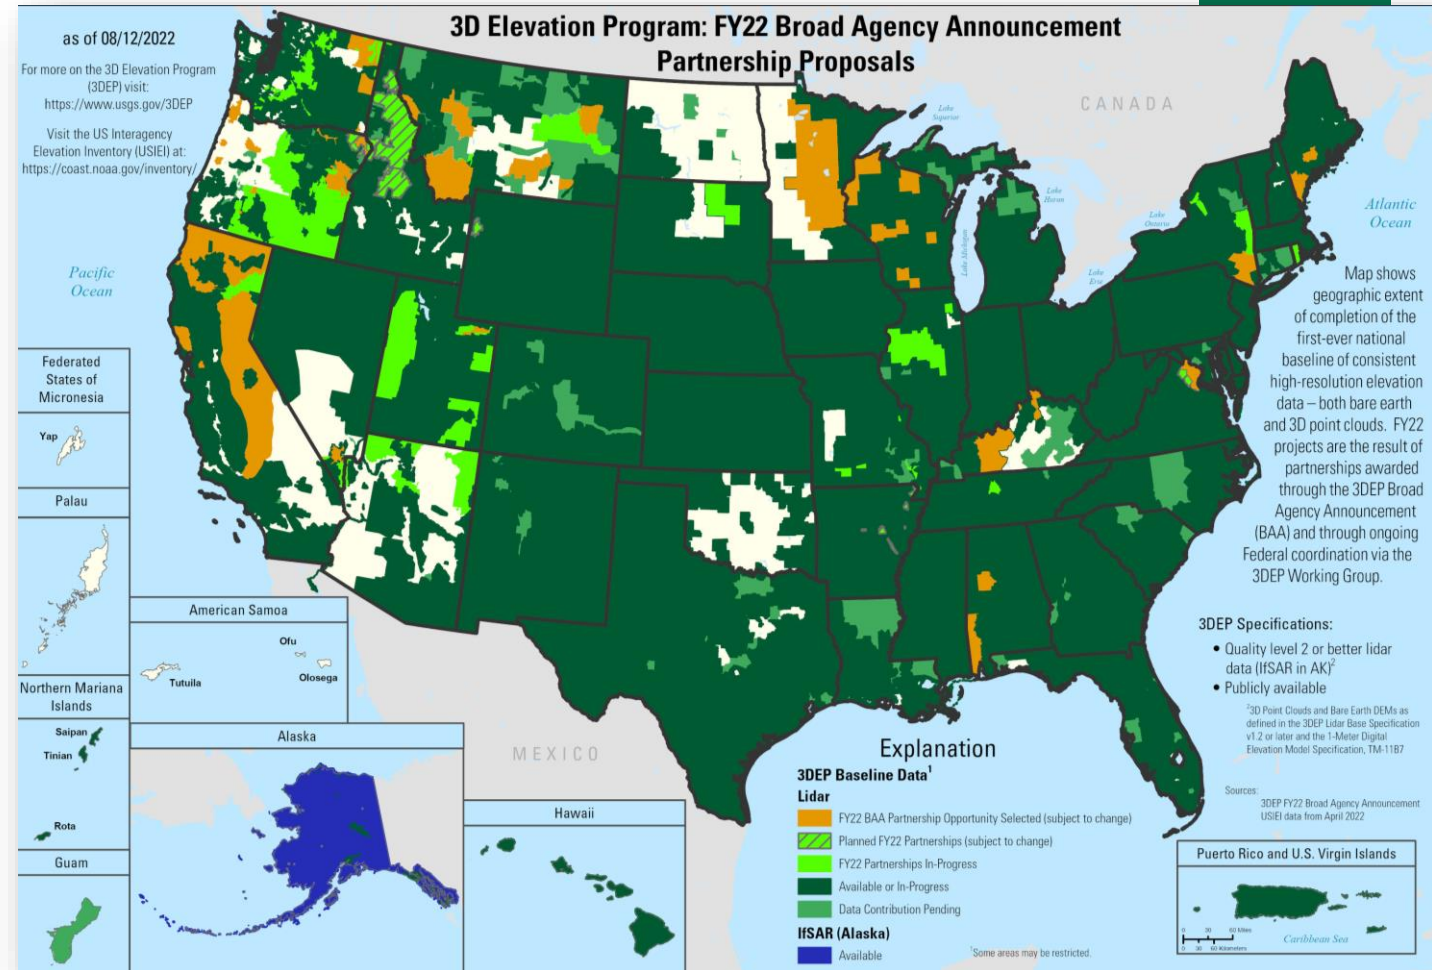 3D Elevation Program: FY22 Broad Agency Announcement
Partnership Proposals
as of 08/12/2022
For more on the 3D Elevation Program
(3DEP) visit:
https://www.usgs.gov/3DEP
Visit the US Interagency
Elevation Inventory (USIEI) at:
https://coast.noaa.gov/inventory/
CANADA
Lake
Superior
Lake
Huron
Lake Michigan
Lake
Ontario
Lake
Erie
Atlantic
Ocean
Pacific
Ocean
Map shows
geographic extent
of completion of the
first-ever national
baseline of consistent
high-resolution elevation
data – both bare earth
and 3D point clouds. FY22
projects are the result of
partnerships awarded
through the 3DEP Broad
Agency Announcement
(BAA) and through ongoing
Federal coordination via the
3DEP Working Group.
Federated
States of
Micronesia
Yap
Palau
American Samoa
Ofu
Olosega
Tutuila
Northern Mariana
Islands
Saipan
Tinian
Rota
Guam
Alaska
Hawaii
MEXICO
3DEP Specifications:
• Quality level 2 or better lidar
data (IfSAR in AK)²
• Publicly available
²3D Point Clouds and Bare Earth DEMs as
defined in the 3DEP Lidar Base Specification
v1.2 or later and the 1-Meter Digital
Elevation Model Specification, TM-11B7
Sources:
3DEP FY22 Broad Agency Announcement
USIEI data from April 2022
Explanation
3DEP Baseline Data¹
Lidar
FY22 BAA Partnership Opportunity Selected (subject to change)
Planned FY22 Partnerships (subject to change)
FY22 Partnerships In-Progress
Available or In-Progress
Data Contribution Pending
IfSAR (Alaska)
Available
¹Some areas may be restricted.
Puerto Rico and U.S. Virgin Islands
0 30 60 Miles
0 30 60 Kilometers
Caribbean Sea